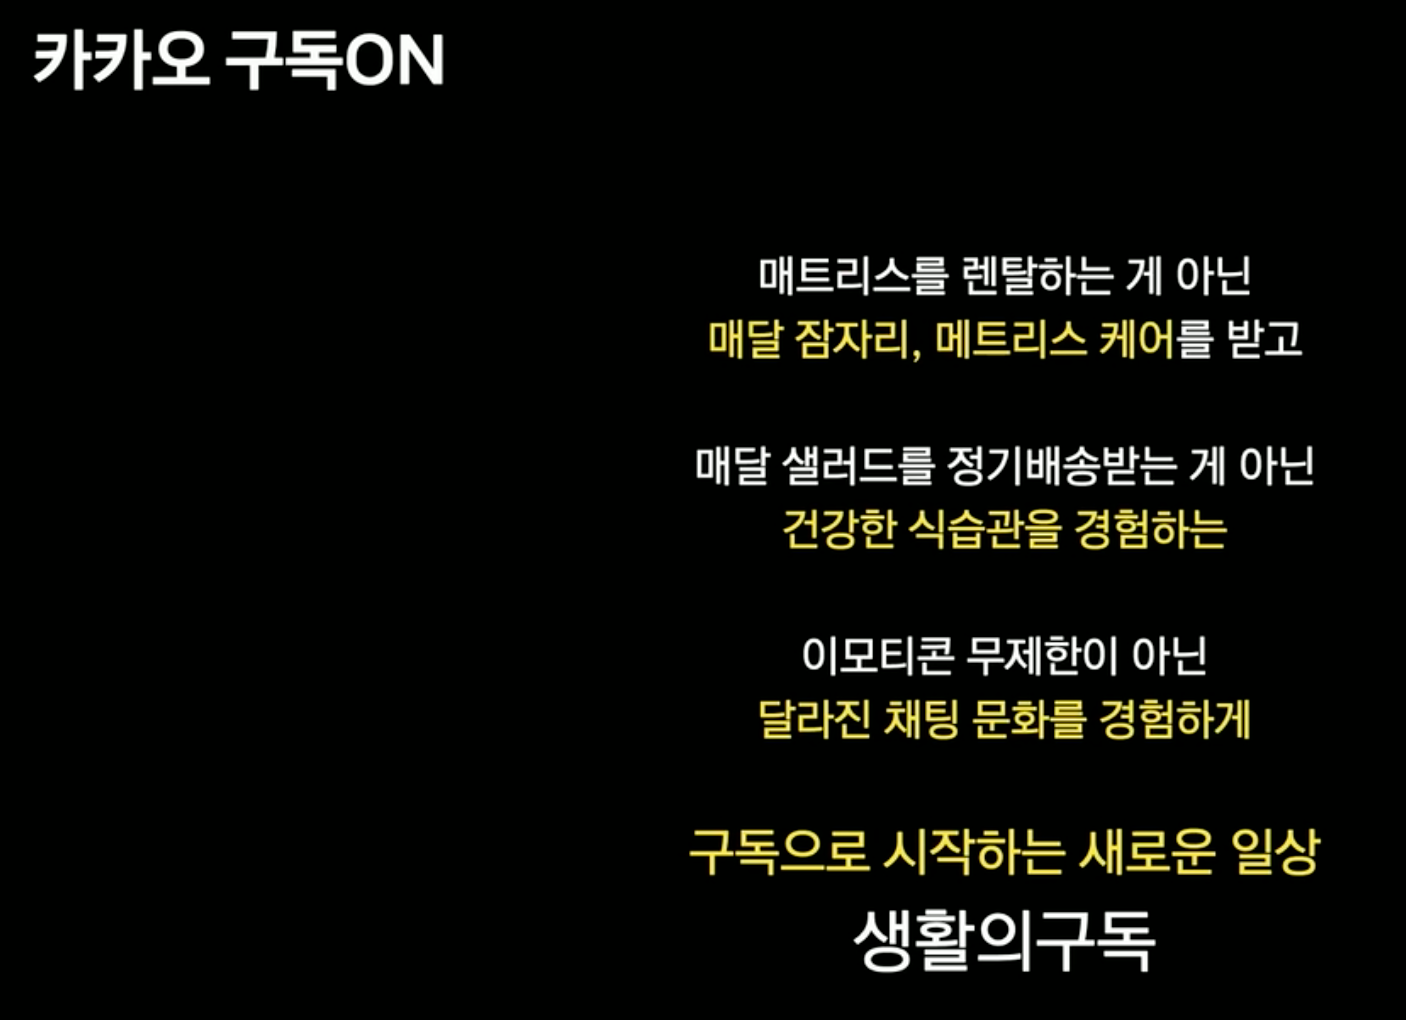 카카오 구독ON
매트리스를 렌탈하는 게 아닌
매달 잠자리, 메트리스 케어를 받고
매달 샐러드를 정기배송받는 게 아닌
건강한 식습관을 경험하는
이모티콘 무제한이 아닌
달라진 채팅 문화를 경험하게
구독으로 시작하는 새로운 일상
생활의구독